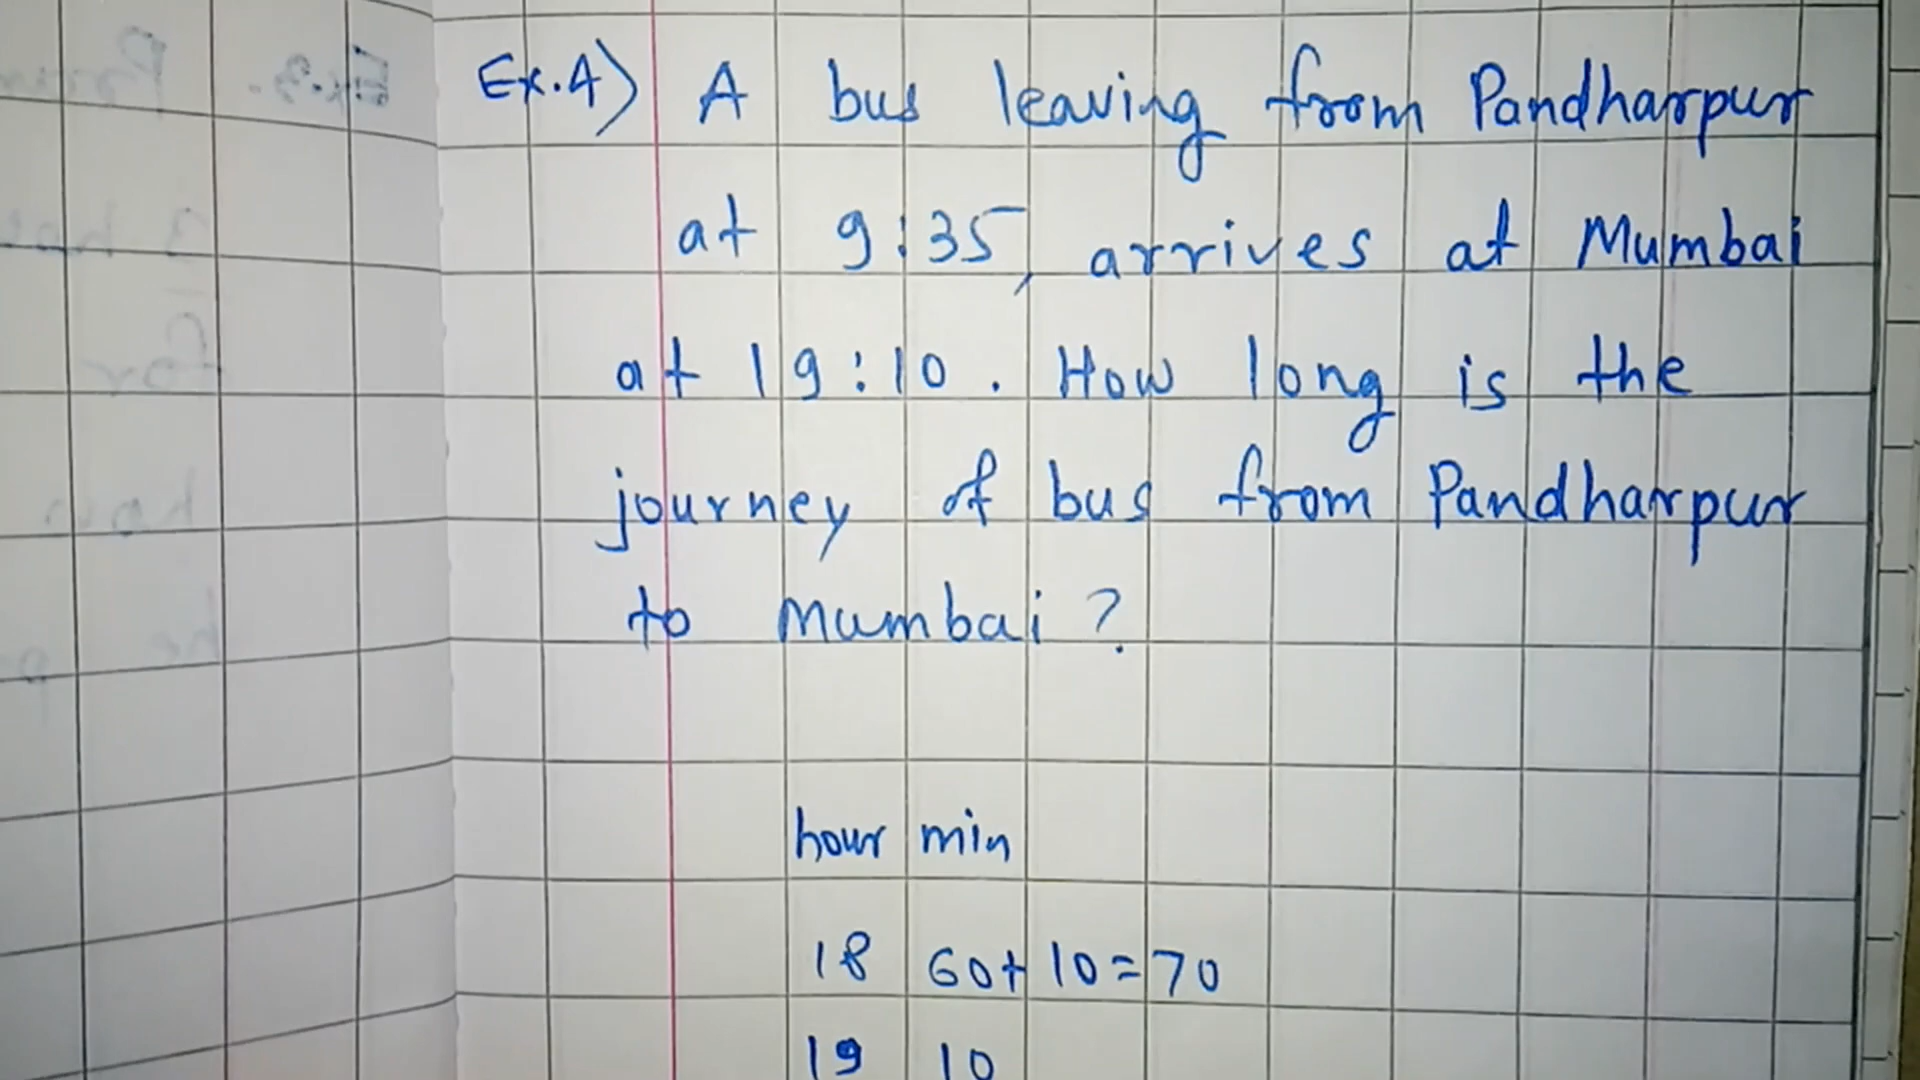 Ex.4) A bus leaving from Pandharpur
at 9:35, arrives at Mumbai
at 19:10. How long is the
journey of bus from Pandharpur
to Mumbai?
hour min
18 60+10=70
19 10